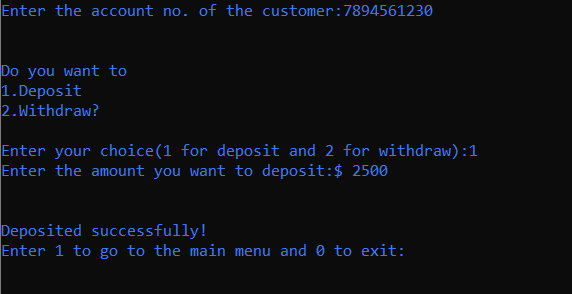 Enter the account no. of the customer:7894561230
Do you want to
1.Deposit
2.Withdraw?
Enter your choice(1 for deposit and 2 for withdraw):1
Enter the amount you want to deposit:$ 2500
Deposited successfully!
Enter 1 to go to the main menu and 0 to exit: